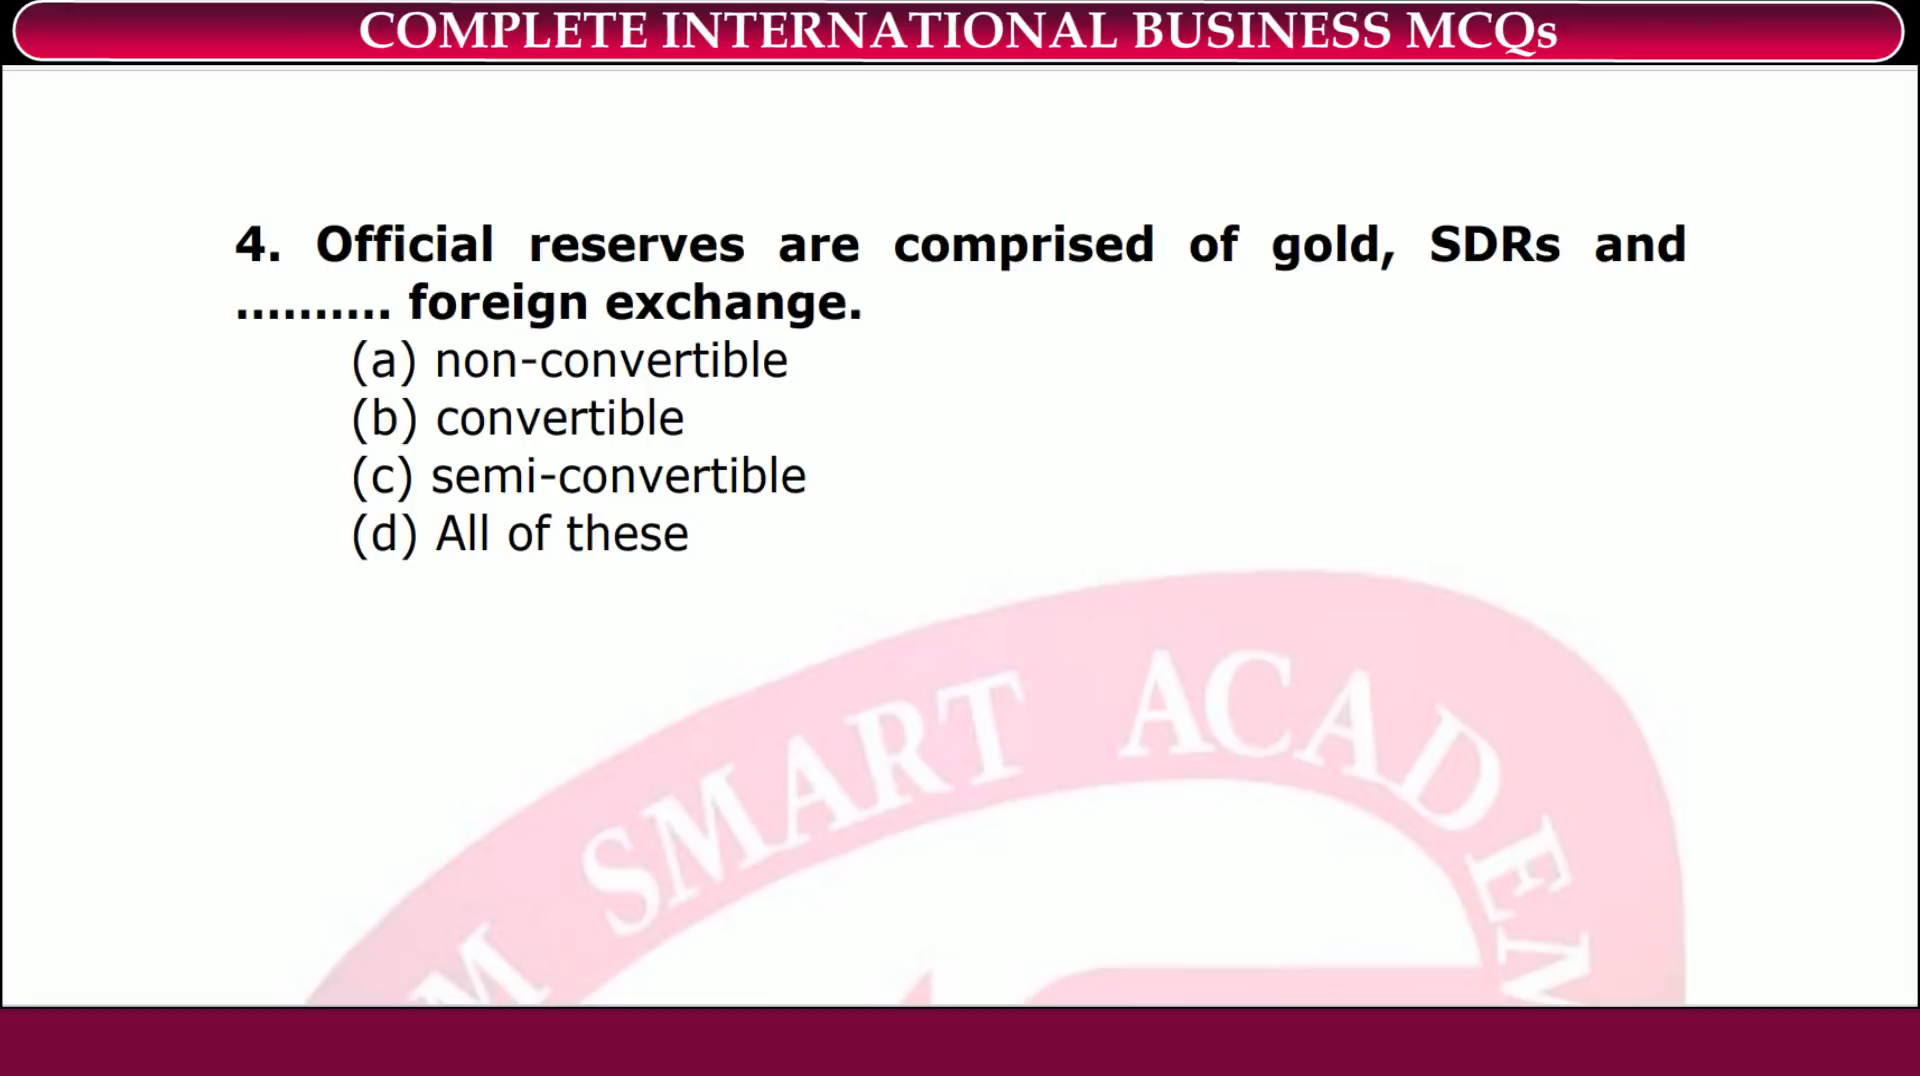 COMPLETE INTERNATIONAL BUSINESS MCQs
4. Official reserves are comprised of gold, SDRs and
.......... foreign exchange.
(a) non-convertible
(b) convertible
(c) semi-convertible
(d) All of these
M SMART ACADEM